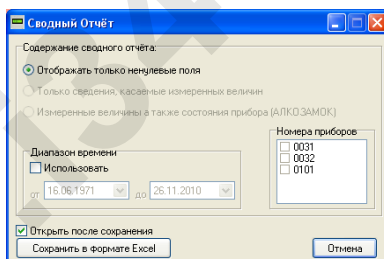 Сводный Отчёт
Содержание сводного отчёта:
Отображать только ненулевые поля
Только сведения, касаемые измеренных величин
Измеренные величины а также состояния прибора (АЛКОЗАМОК)
Номера приборов
0031
0032
0101
Диапазон времени
Использовать
от 16.06.1971 до 26.11.2010
Открыть после сохранения
Сохранить в формате Excel
Отмена